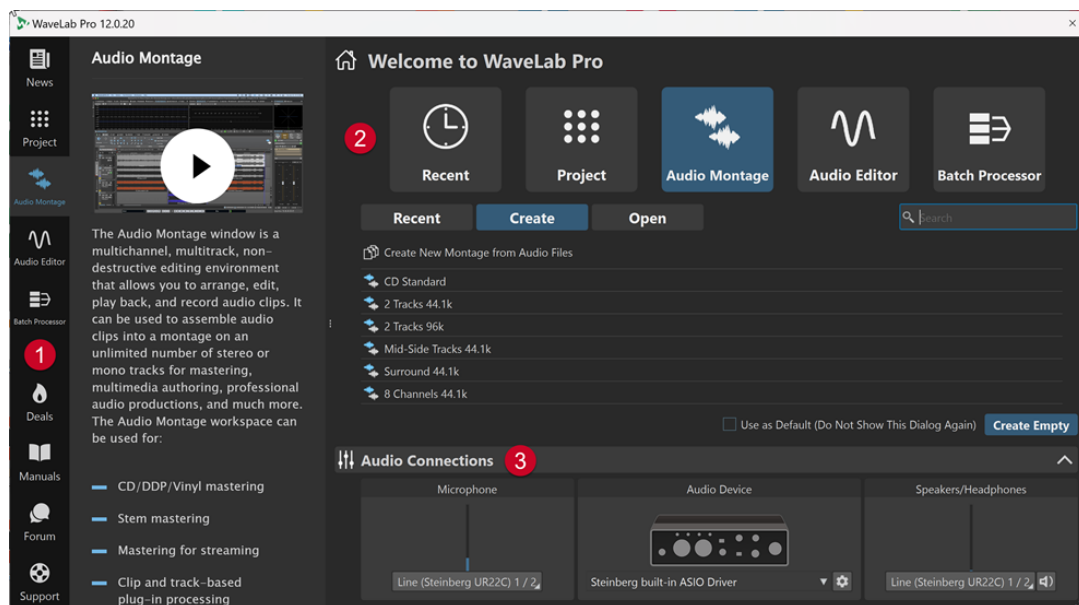 WaveLab Pro 12.0.20
News
Project
Audio Montage
Audio Editor
Batch Processor
1
Deals
Manuals
Forum
Support
Audio Montage
The Audio Montage window is a
multichannel, multitrack, non-
destructive editing environment
that allows you to arrange, edit,
play back, and record audio clips. It
can be used to assemble audio
clips into a montage on an
unlimited number of stereo or
mono tracks for mastering,
multimedia authoring, professional
audio productions, and much more.
The Audio Montage workspace can
be used for:
CD/DDP/Vinyl mastering
Stem mastering
Mastering for streaming
Clip and track-based
plug-in processing
Welcome to WaveLab Pro
2
Recent
Project
Audio Montage
Audio Editor
Batch Processor
Recent
Create
Open
Search
Create New Montage from Audio Files
CD Standard
2 Tracks 44.1k
2 Tracks 96k
Mid-Side Tracks 44.1k
Surround 44.1k
8 Channels 44.1k
Use as Default (Do Not Show This Dialog Again)
Create Empty
Audio Connections
3
Microphone
Line (Steinberg UR22C) 1 / 2
Audio Device
Steinberg built-in ASIO Driver
Speakers/Headphones
Line (Steinberg UR22C) 1 / 2